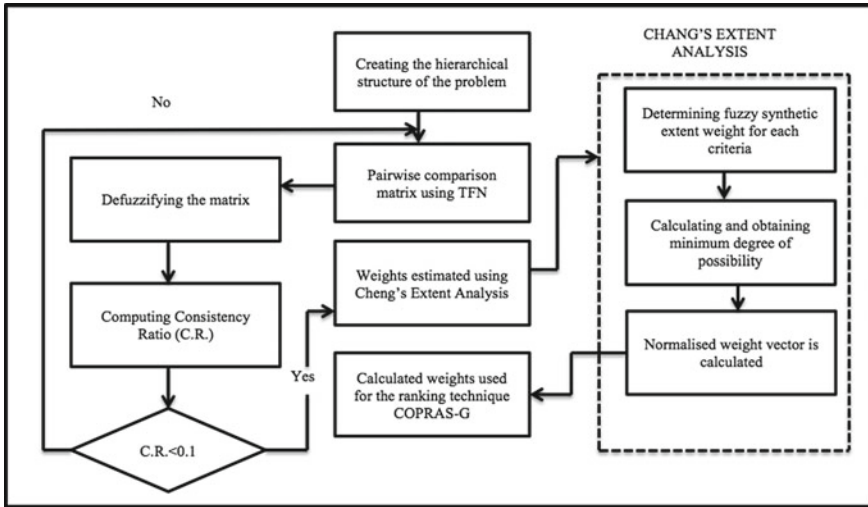 CHANG'S EXTENT
ANALYSIS
Creating the hierarchical
structure of the problem
No
Determining fuzzy synthetic
extent weight for each
criteria
Pairwise comparison
matrix using TFN
Defuzzifying the matrix
Calculating and obtaining
minimum degree of
possibility
Weights estimated using
Cheng's Extent Analysis
Computing Consistency
Ratio (C.R.)
Normalised weight vector is
calculated
Yes
Calculated weights used
for the ranking technique
COPRAS-G
C.R.<0.1